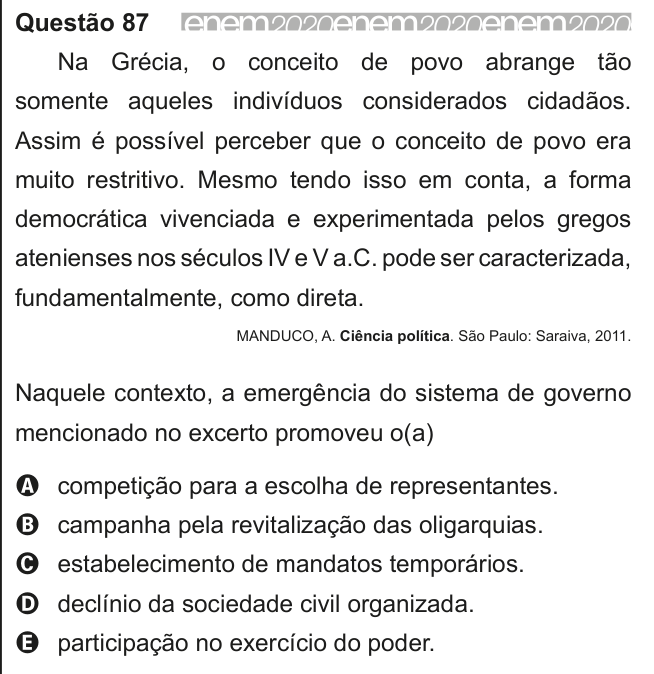 Questão 87 enem2020enem2020enem2020
Na Grécia, o conceito de povo abrange tão
somente aqueles indivíduos considerados cidadãos.
Assim é possível perceber que o conceito de povo era
muito restritivo. Mesmo tendo isso em conta, a forma
democrática vivenciada e experimentada pelos gregos
atenienses nos séculos IV e V a.C. pode ser caracterizada,
fundamentalmente, como direta.
MANDUCO, A. Ciência política. São Paulo: Saraiva, 2011.
Naquele contexto, a emergência do sistema de governo
mencionado no excerto promoveu o(a)
A competição para a escolha de representantes.
B campanha pela revitalização das oligarquias.
C estabelecimento de mandatos temporários.
D declínio da sociedade civil organizada.
E participação no exercício do poder.